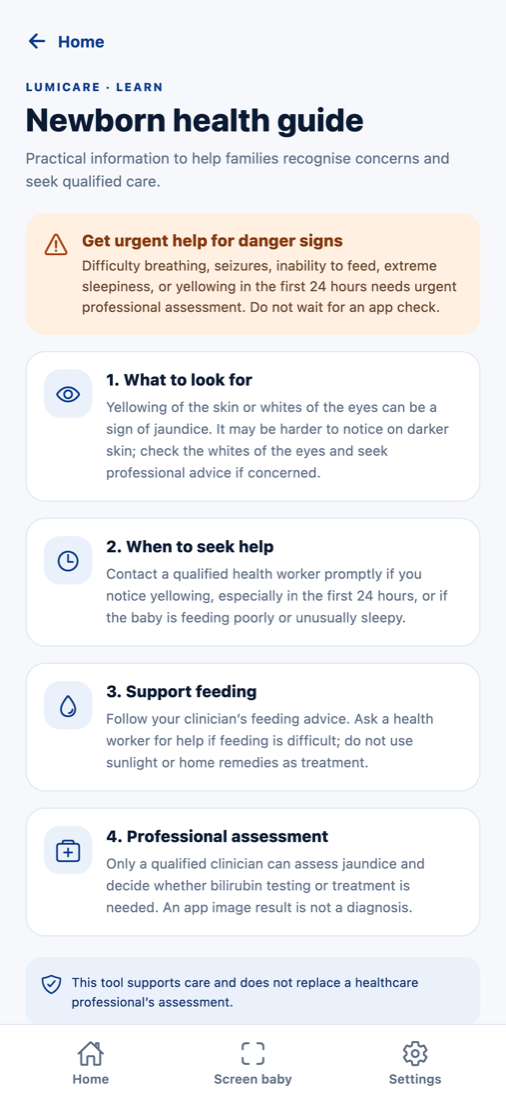 Home
LUMICARE · LEARN
Newborn health guide
Practical information to help families recognise concerns and
seek qualified care.
Get urgent help for danger signs
Difficulty breathing, seizures, inability to feed, extreme
sleepiness, or yellowing in the first 24 hours needs urgent
professional assessment. Do not wait for an app check.
1. What to look for
Yellowing of the skin or whites of the eyes can be a
sign of jaundice. It may be harder to notice on darker
skin; check the whites of the eyes and seek
professional advice if concerned.
2. When to seek help
Contact a qualified health worker promptly if you
notice yellowing, especially in the first 24 hours, or if
the baby is feeding poorly or unusually sleepy.
3. Support feeding
Follow your clinician’s feeding advice. Ask a health
worker for help if feeding is difficult; do not use
sunlight or home remedies as treatment.
4. Professional assessment
Only a qualified clinician can assess jaundice and
decide whether bilirubin testing or treatment is
needed. An app image result is not a diagnosis.
This tool supports care and does not replace a healthcare
professional’s assessment.
Home
Screen baby
Settings